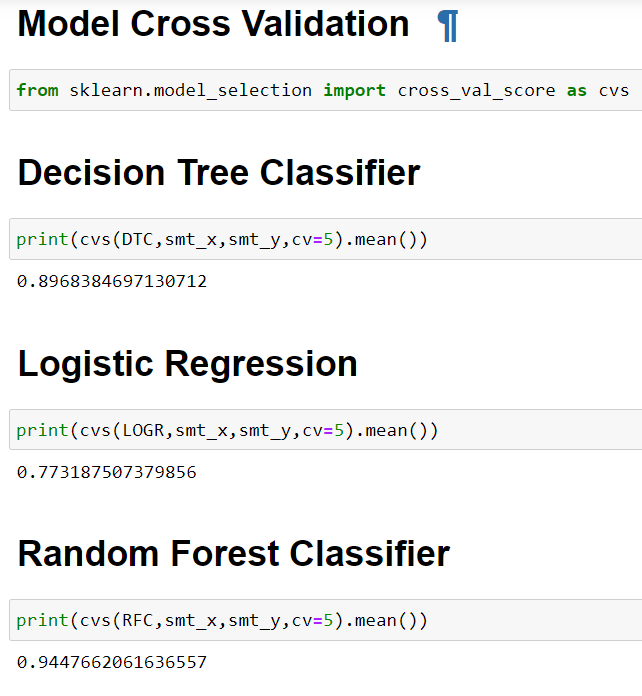 Model Cross Validation ¶
from sklearn.model_selection import cross_val_score as cvs
Decision Tree Classifier
print(cvs(DTC,smt_x,smt_y,cv=5).mean())
0.8968384697130712
Logistic Regression
print(cvs(LOGR,smt_x,smt_y,cv=5).mean())
0.773187507379856
Random Forest Classifier
print(cvs(RFC,smt_x,smt_y,cv=5).mean())
0.9447662061636557